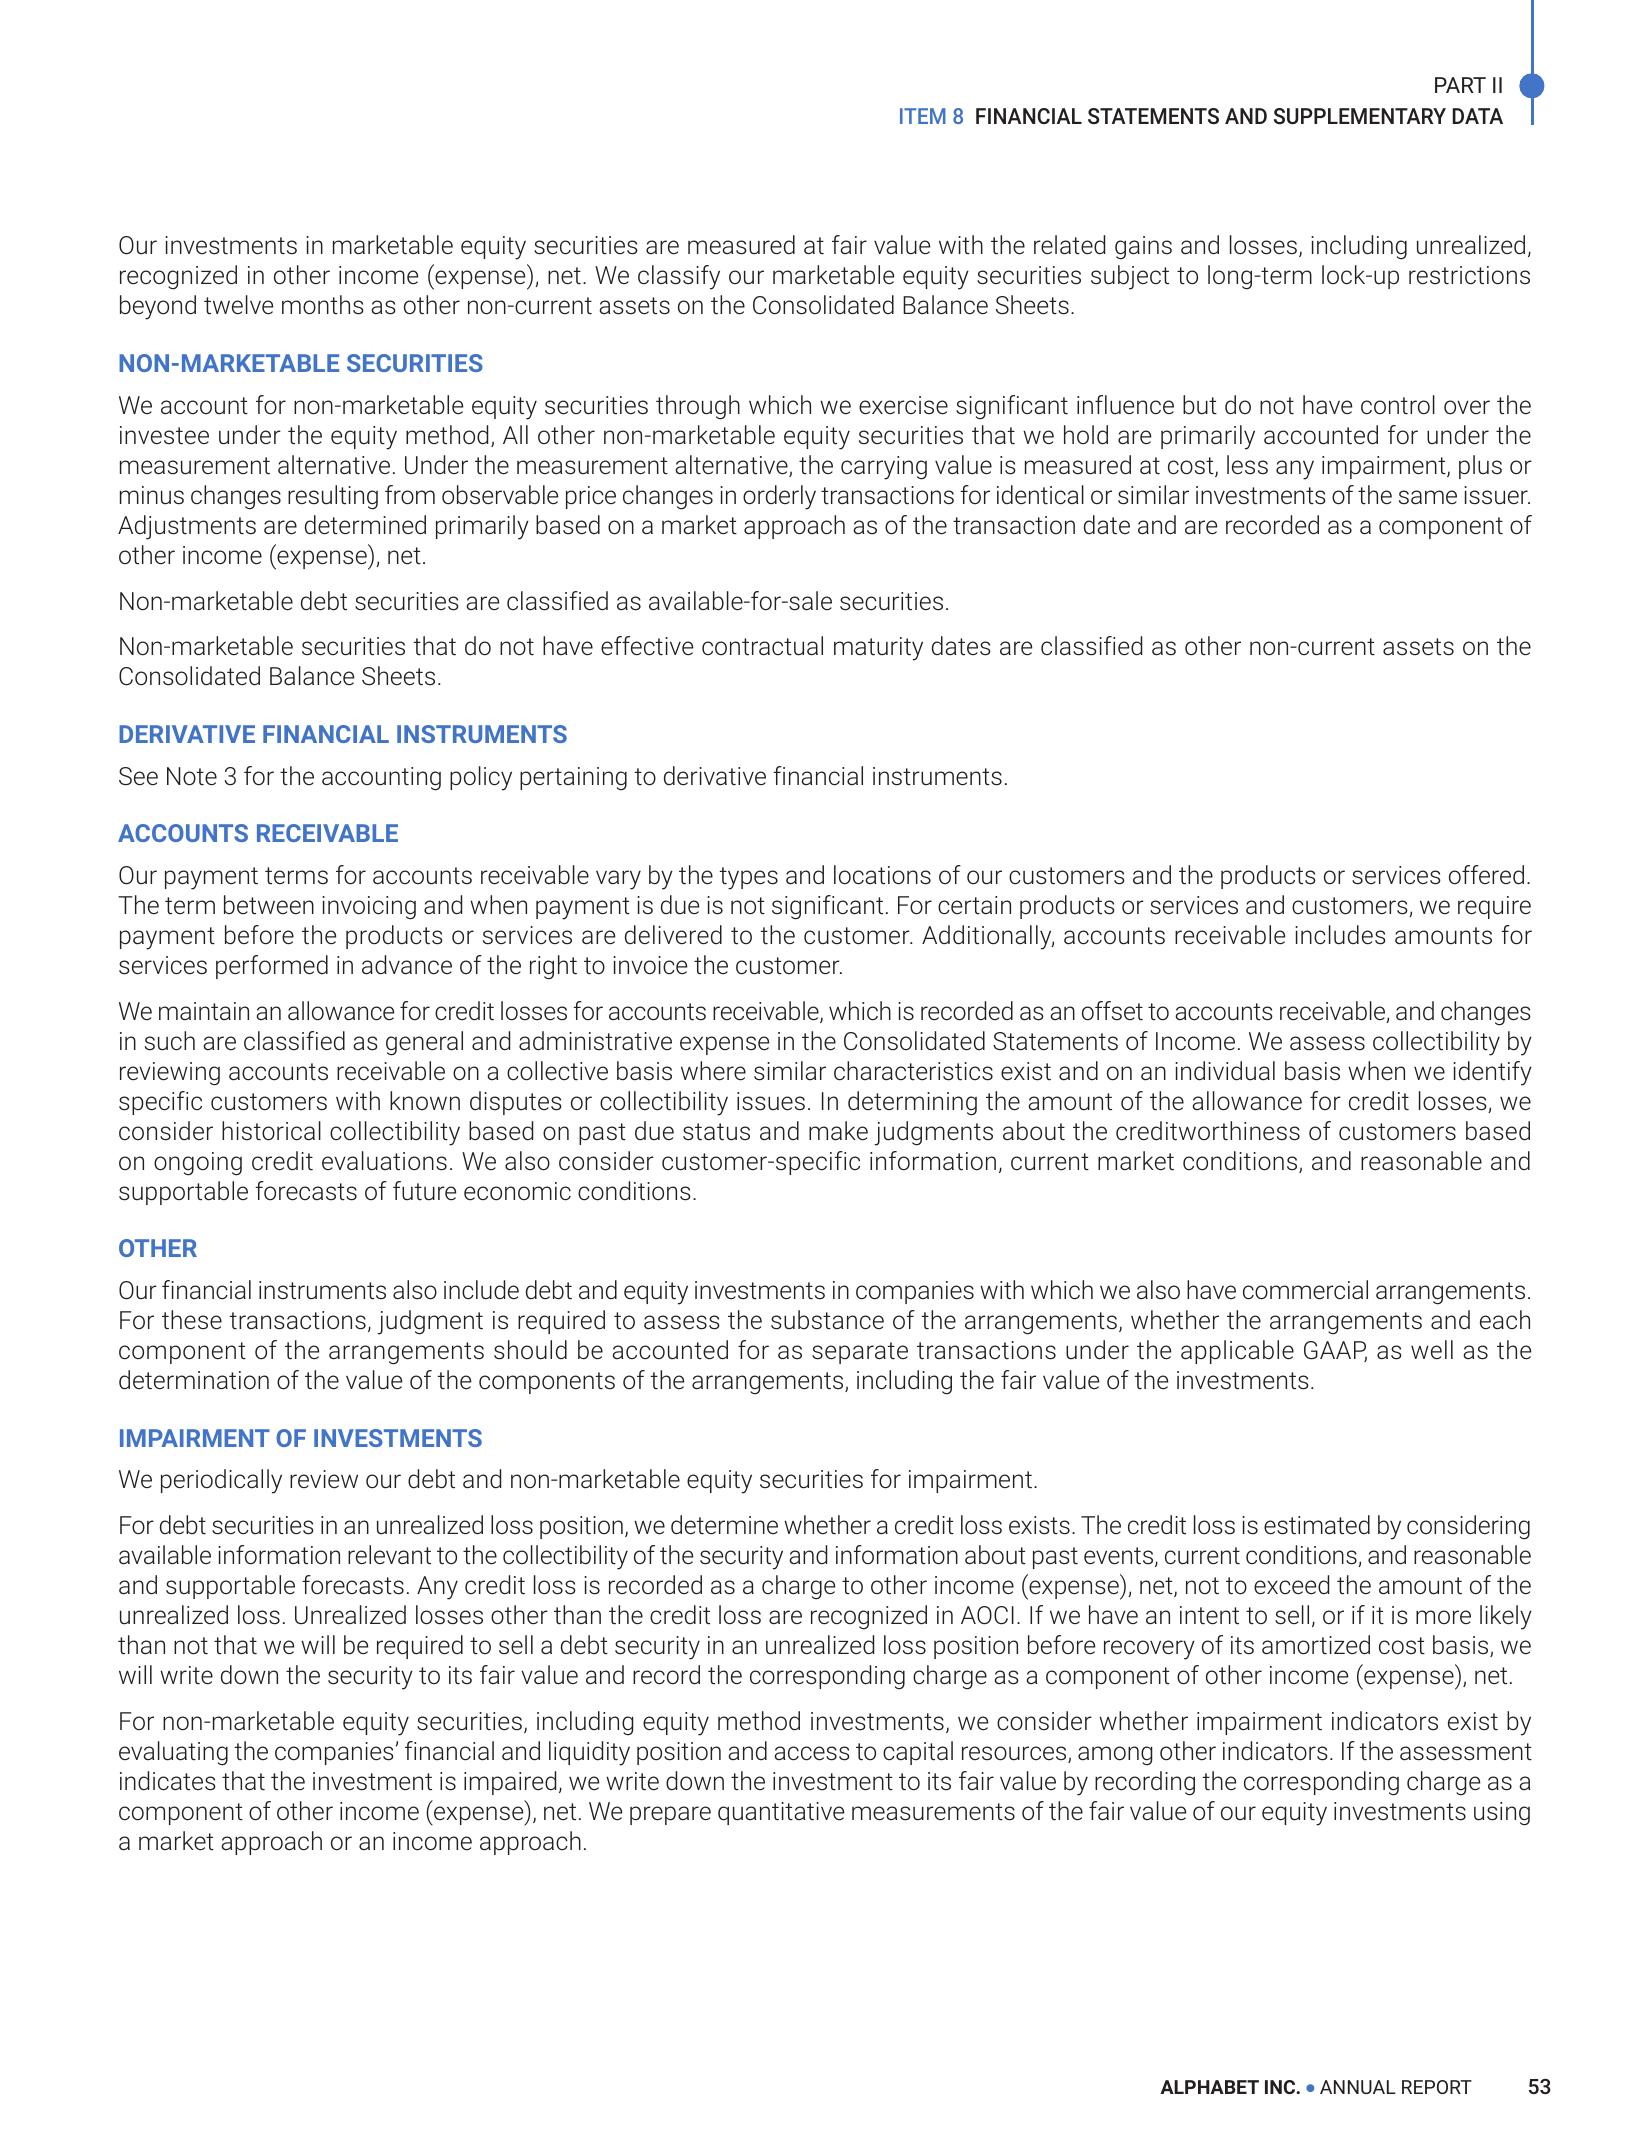 PART II
ITEM 8 FINANCIAL STATEMENTS AND SUPPLEMENTARY DATA
Our investments in marketable equity securities are measured at fair value with the related gains and losses, including unrealized,
recognized in other income (expense), net. We classify our marketable equity securities subject to long-term lock-up restrictions
beyond twelve months as other non-current assets on the Consolidated Balance Sheets.
NON-MARKETABLE SECURITIES
We account for non-marketable equity securities through which we exercise significant influence but do not have control over the
investee under the equity method, All other non-marketable equity securities that we hold are primarily accounted for under the
measurement alternative. Under the measurement alternative, the carrying value is measured at cost, less any impairment, plus or
minus changes resulting from observable price changes in orderly transactions for identical or similar investments of the same issuer.
Adjustments are determined primarily based on a market approach as of the transaction date and are recorded as a component of
other income (expense), net.
Non-marketable debt securities are classified as available-for-sale securities.
Non-marketable securities that do not have effective contractual maturity dates are classified as other non-current assets on the
Consolidated Balance Sheets.
DERIVATIVE FINANCIAL INSTRUMENTS
See Note 3 for the accounting policy pertaining to derivative financial instruments.
ACCOUNTS RECEIVABLE
Our payment terms for accounts receivable vary by the types and locations of our customers and the products or services offered.
The term between invoicing and when payment is due is not significant. For certain products or services and customers, we require
payment before the products or services are delivered to the customer. Additionally, accounts receivable includes amounts for
services performed in advance of the right to invoice the customer.
We maintain an allowance for credit losses for accounts receivable, which is recorded as an offset to accounts receivable, and changes
in such are classified as general and administrative expense in the Consolidated Statements of Income. We assess collectibility by
reviewing accounts receivable on a collective basis where similar characteristics exist and on an individual basis when we identify
specific customers with known disputes or collectibility issues. In determining the amount of the allowance for credit losses, we
consider historical collectibility based on past due status and make judgments about the creditworthiness of customers based
on ongoing credit evaluations. We also consider customer-specific information, current market conditions, and reasonable and
supportable forecasts of future economic conditions.
OTHER
Our financial instruments also include debt and equity investments in companies with which we also have commercial arrangements.
For these transactions, judgment is required to assess the substance of the arrangements, whether the arrangements and each
component of the arrangements should be accounted for as separate transactions under the applicable GAAP, as well as the
determination of the value of the components of the arrangements, including the fair value of the investments.
IMPAIRMENT OF INVESTMENTS
We periodically review our debt and non-marketable equity securities for impairment.
For debt securities in an unrealized loss position, we determine whether a credit loss exists. The credit loss is estimated by considering
available information relevant to the collectibility of the security and information about past events, current conditions, and reasonable
and supportable forecasts. Any credit loss is recorded as a charge to other income (expense), net, not to exceed the amount of the
unrealized loss. Unrealized losses other than the credit loss are recognized in AOCI. If we have an intent to sell, or if it is more likely
than not that we will be required to sell a debt security in an unrealized loss position before recovery of its amortized cost basis, we
will write down the security to its fair value and record the corresponding charge as a component of other income (expense), net.
For non-marketable equity securities, including equity method investments, we consider whether impairment indicators exist by
evaluating the companies’ financial and liquidity position and access to capital resources, among other indicators. If the assessment
indicates that the investment is impaired, we write down the investment to its fair value by recording the corresponding charge as a
component of other income (expense), net. We prepare quantitative measurements of the fair value of our equity investments using
a market approach or an income approach.
ALPHABET INC. • ANNUAL REPORT 53